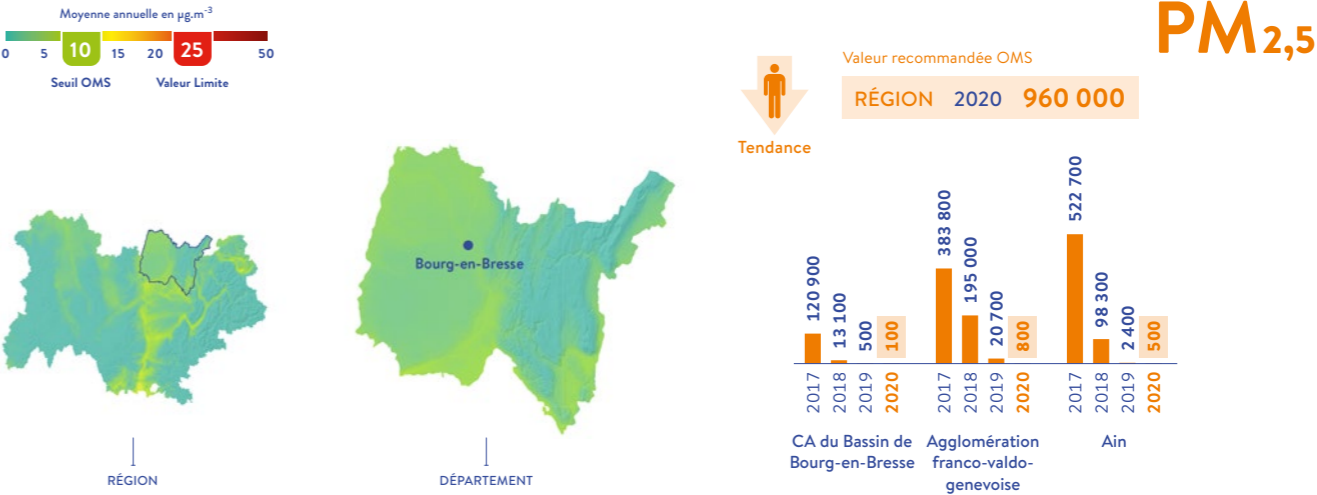 Moyenne annuelle en µg.m⁻³
0 5 10 15 20 25 50
Seuil OMS Valeur Limite
PM2,5
Valeur recommandée OMS
RÉGION 2020 960 000
Tendance
Bourg-en-Bresse
RÉGION
DÉPARTEMENT
120 900 13 100 500 100
383 800 195 000 20 700 800
522 700 98 300 2 400 500
2017 2018 2019 2020
2017 2018 2019 2020
2017 2018 2019 2020
CA du Bassin de
Bourg-en-Bresse
Agglomération
franco-valdo-
genevoise
Ain